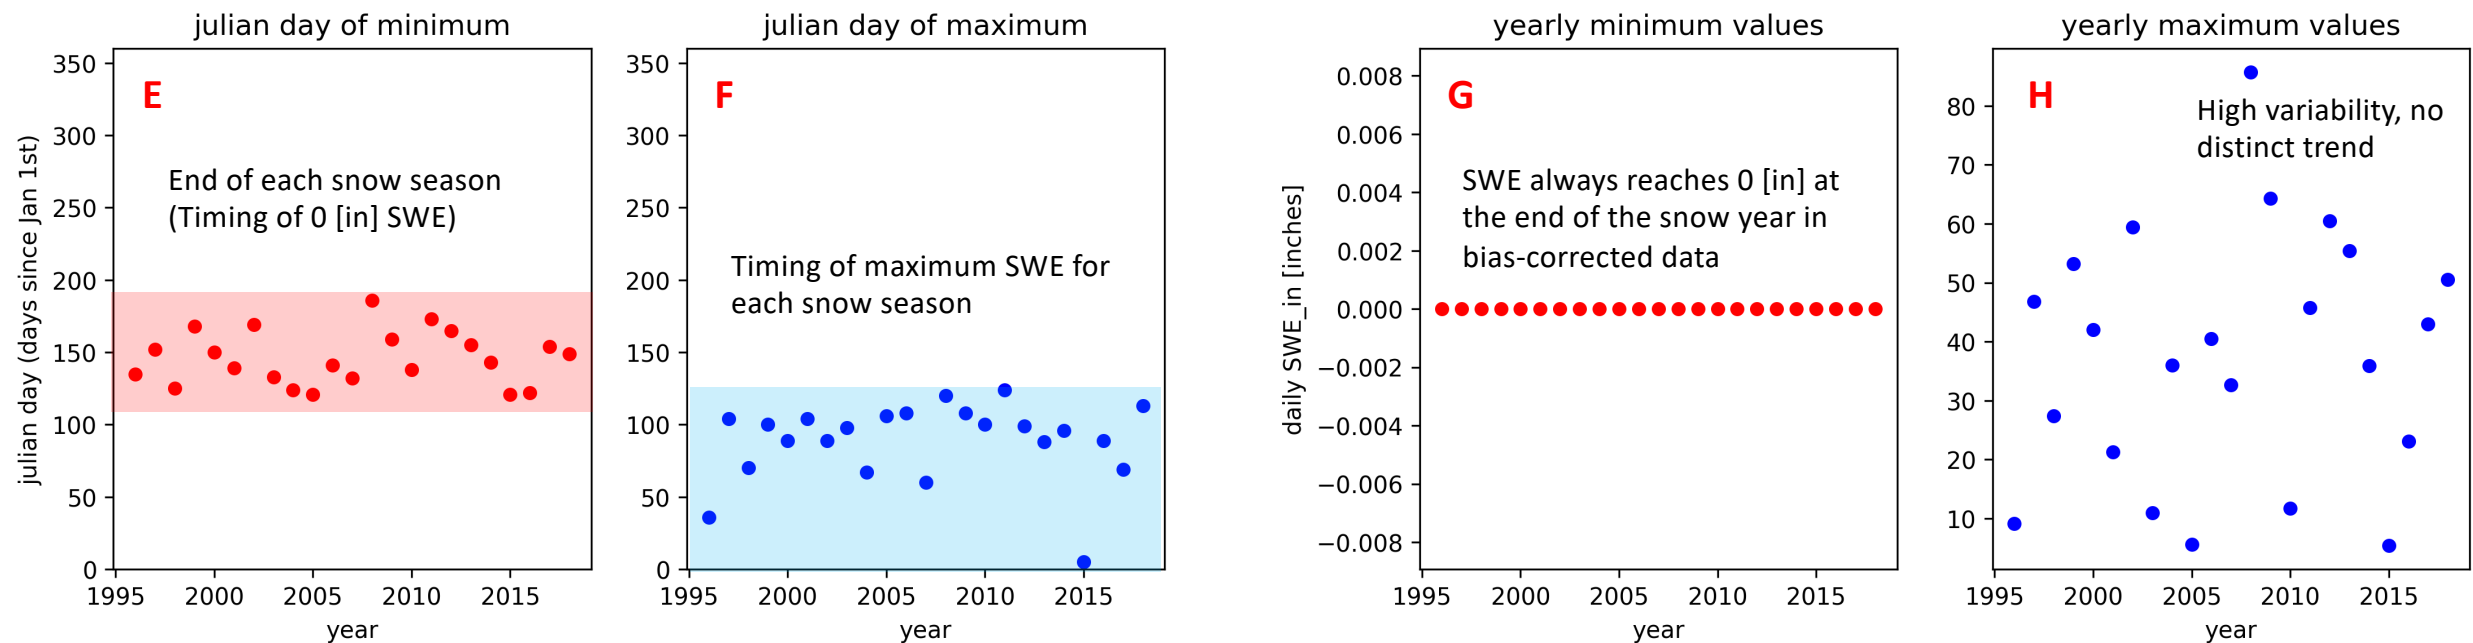 julian day of minimum
E
End of each snow season
(Timing of 0 [in] SWE)
julian day (days since Jan 1st)
350
300
250
200
150
100
50
0
1995 2000 2005 2010 2015
year
julian day of maximum
F
Timing of maximum SWE for
each snow season
350
300
250
200
150
100
50
0
1995 2000 2005 2010 2015
year
yearly minimum values
G
SWE always reaches 0 [in] at
the end of the snow year in
bias-corrected data
daily SWE_in [inches]
0.008
0.006
0.004
0.002
0.000
−0.002
−0.004
−0.006
−0.008
1995 2000 2005 2010 2015
year
yearly maximum values
H
High variability, no
distinct trend
80
70
60
50
40
30
20
10
1995 2000 2005 2010 2015
year